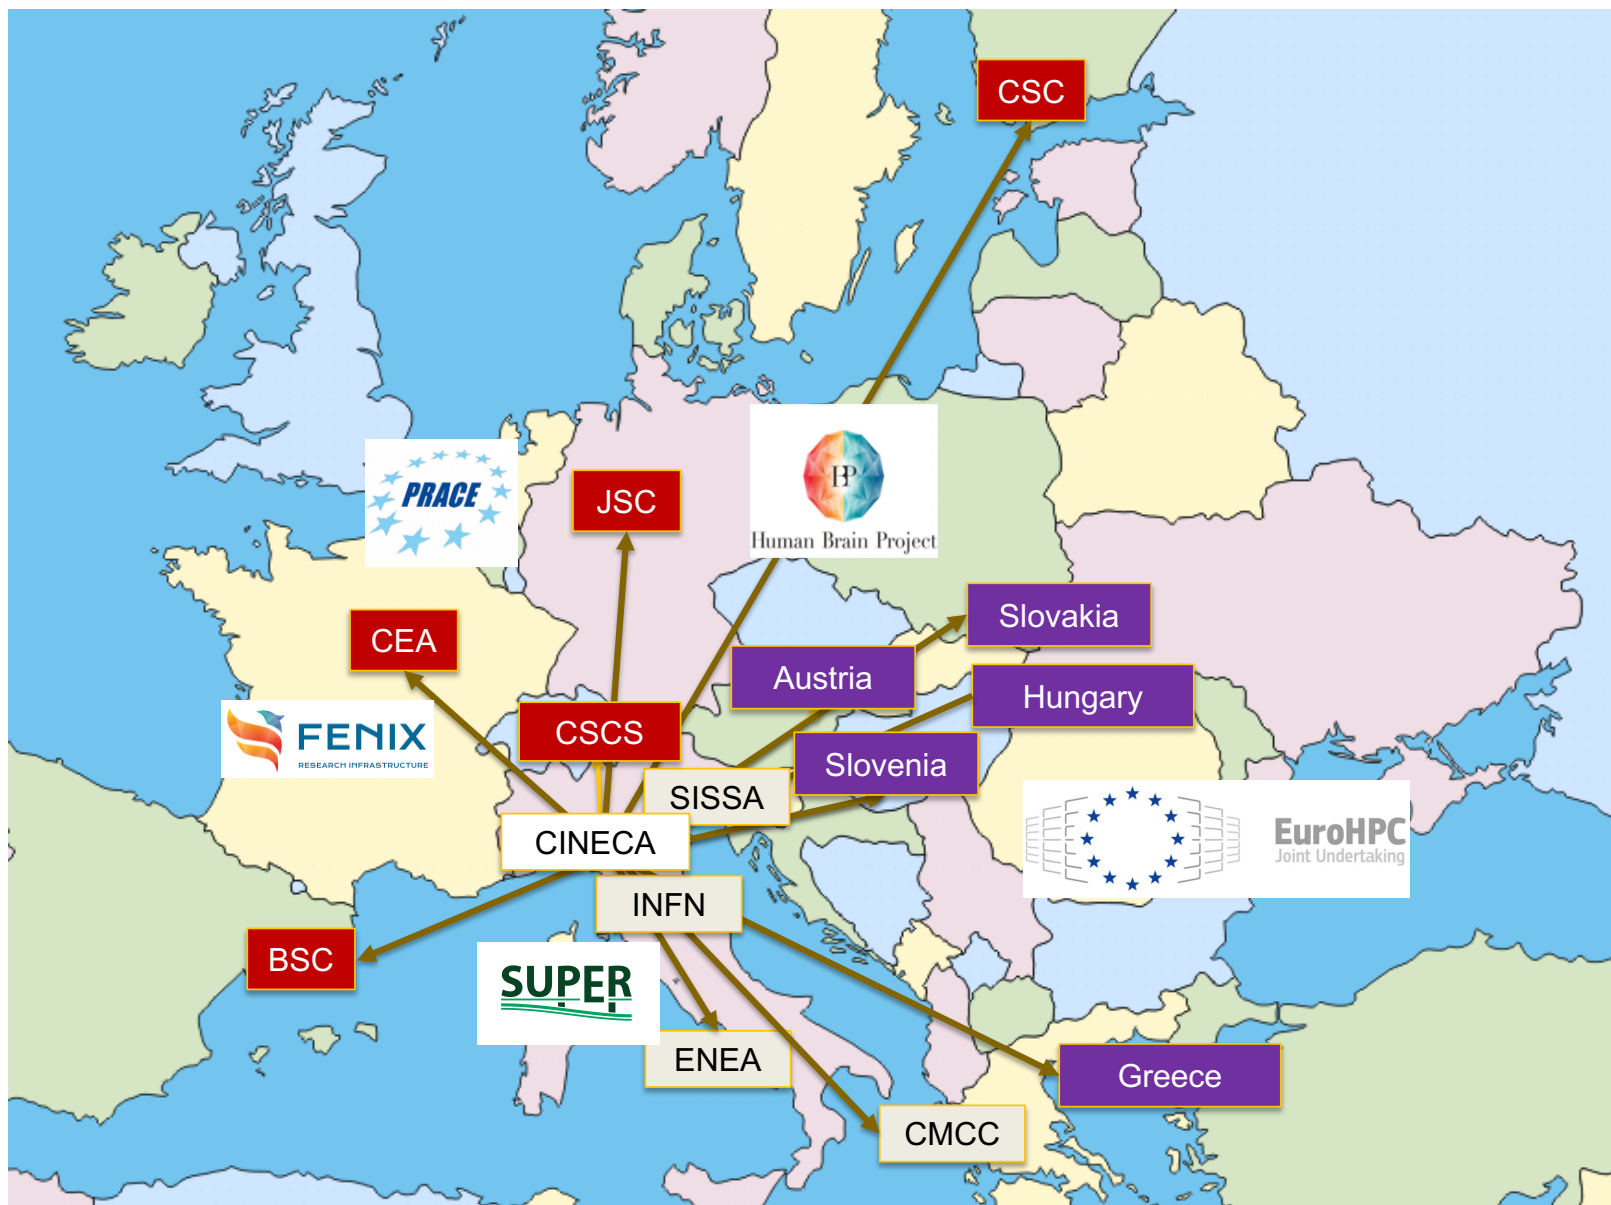 CSC
PRACE
JSC
HP
Human Brain Project
CEA
Slovakia
Austria
Hungary
FENIX
RESEARCH INFRASTRUCTURE
CSCS
Slovenia
SISSA
CINECA
EuroHPC
Joint Undertaking
INFN
BSC
SUPER
ENEA
Greece
CMCC